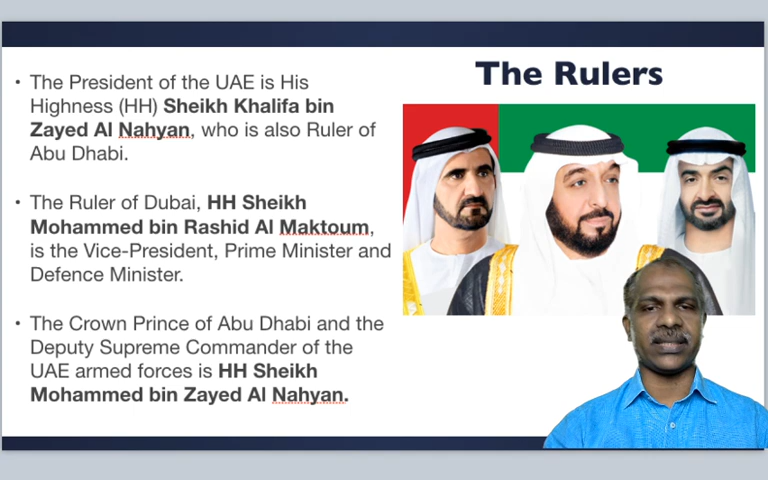 The Rulers
• The President of the UAE is His
Highness (HH) Sheikh Khalifa bin
Zayed Al Nahyan, who is also Ruler of
Abu Dhabi.
• The Ruler of Dubai, HH Sheikh
Mohammed bin Rashid Al Maktoum,
is the Vice-President, Prime Minister and
Defence Minister.
• The Crown Prince of Abu Dhabi and the
Deputy Supreme Commander of the
UAE armed forces is HH Sheikh
Mohammed bin Zayed Al Nahyan.